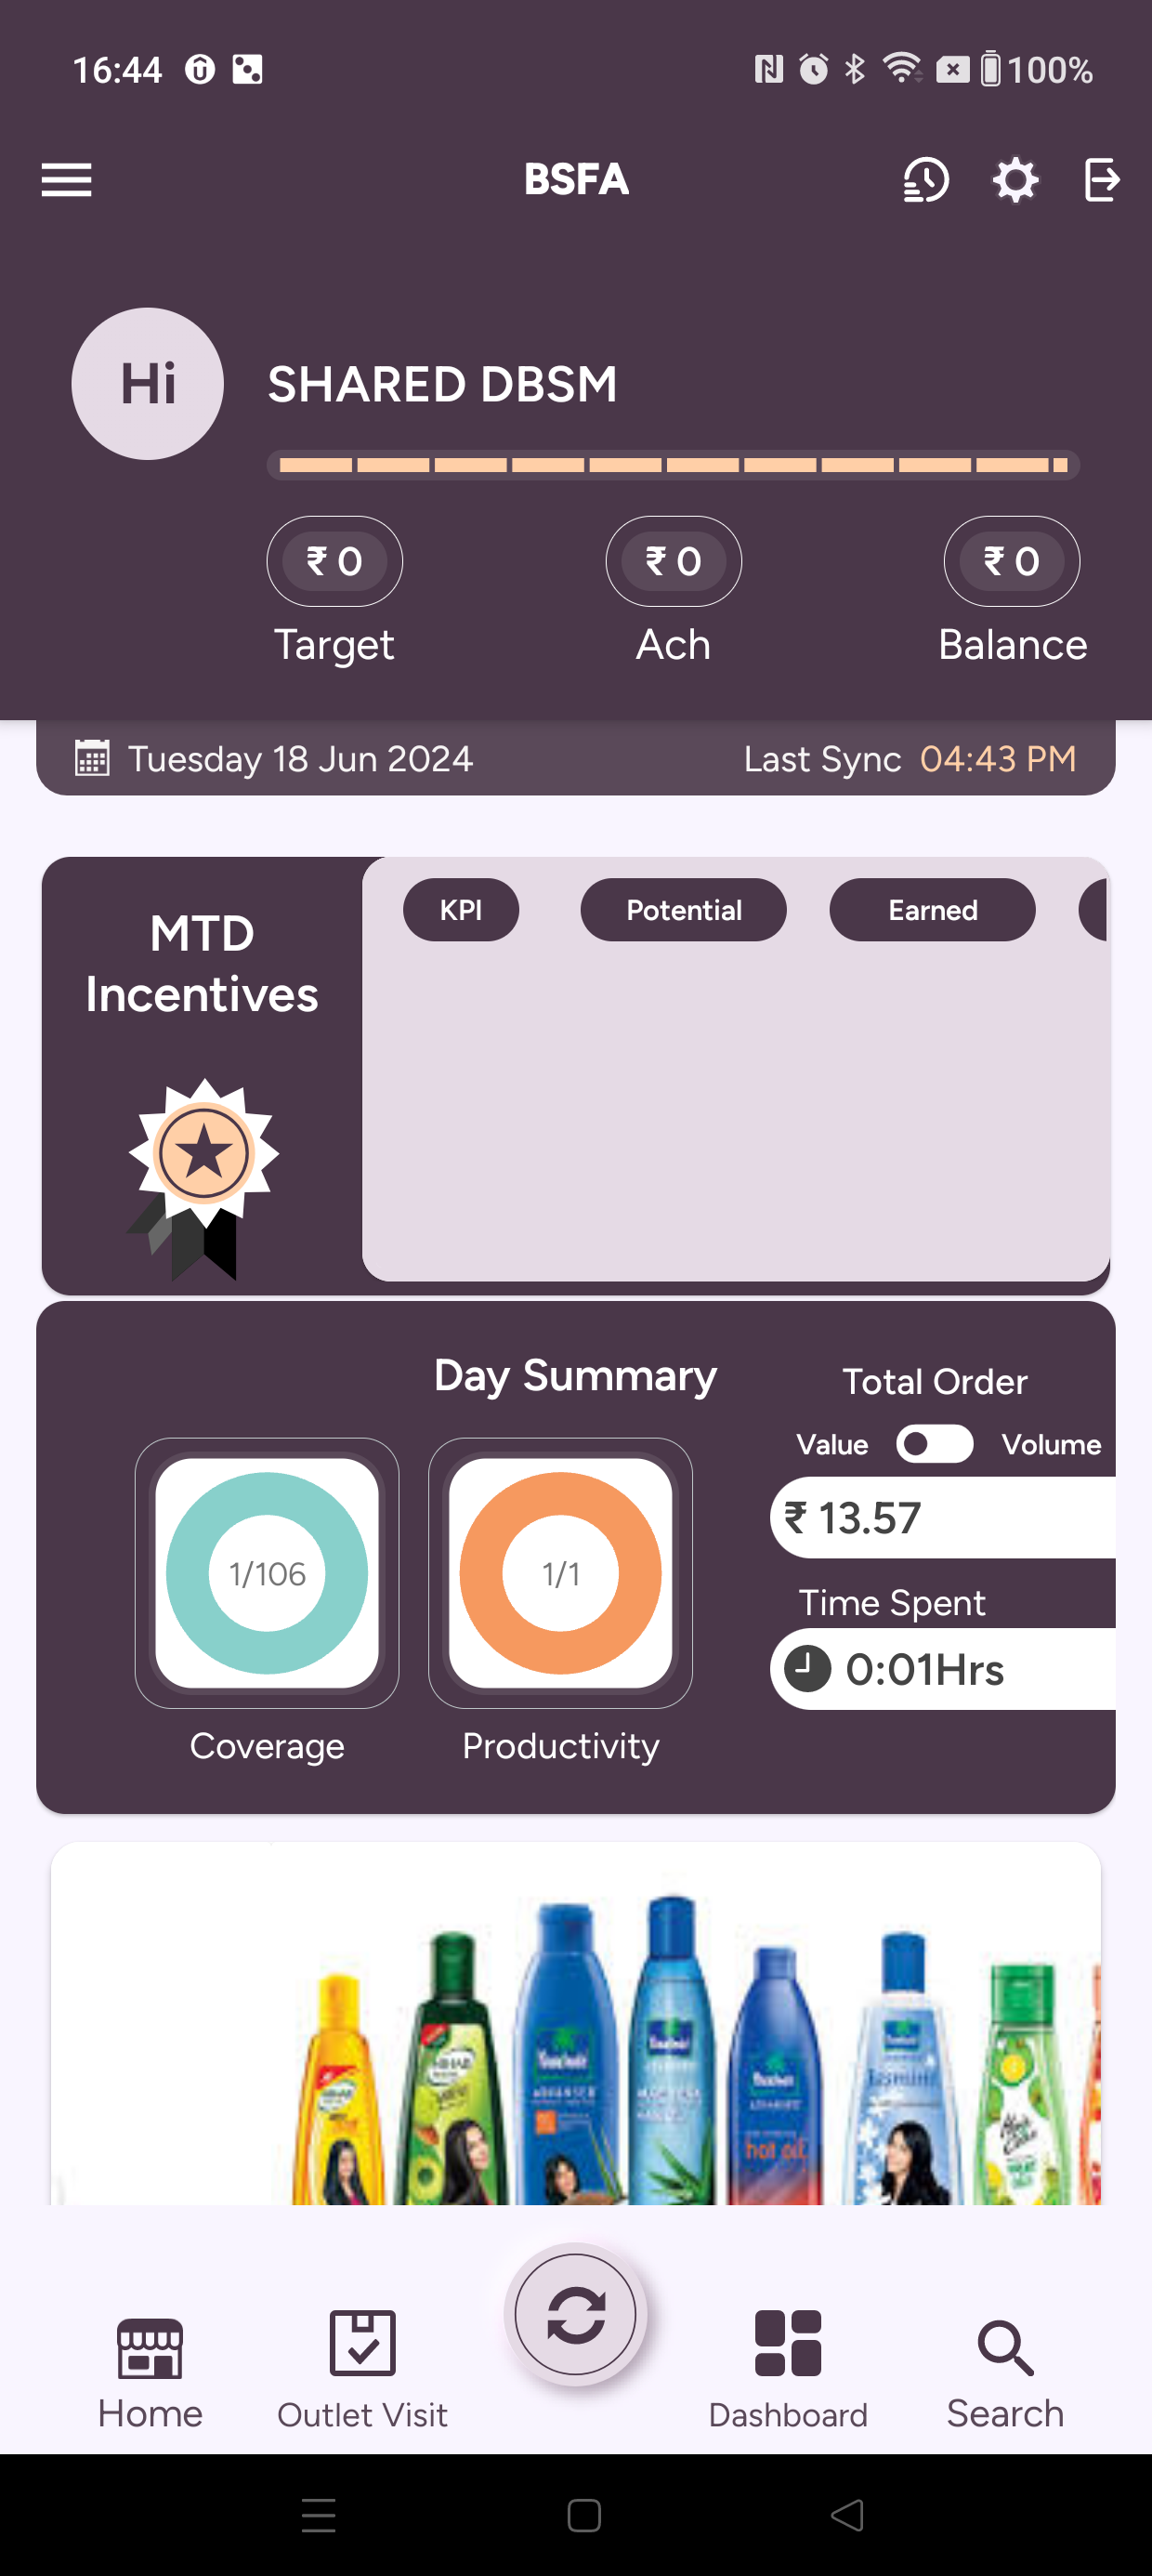 16:44
100%
BSFA
Hi
SHARED DBSM
₹ 0
₹ 0
₹ 0
Target
Ach
Balance
Tuesday 18 Jun 2024
Last Sync 04:43 PM
MTD
Incentives
KPI
Potential
Earned
Day Summary
Total Order
Value
Volume
₹ 13.57
Time Spent
0:01Hrs
1/106
1/1
Coverage
Productivity
hot oil
Home
Outlet Visit
Dashboard
Search